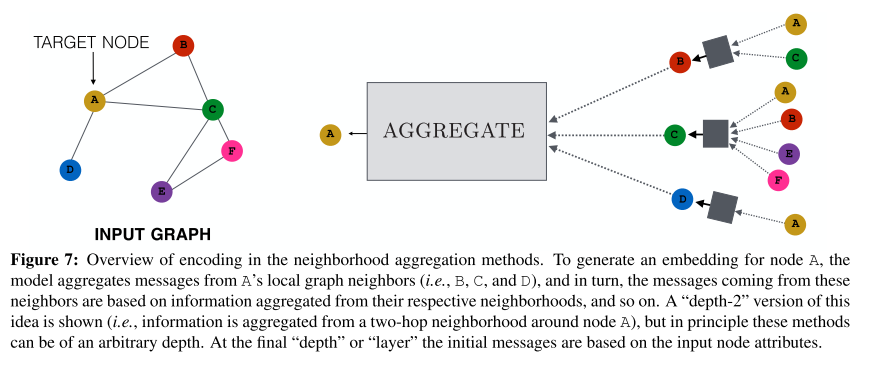 TARGET NODE
B
A
C
F
D
E
INPUT GRAPH
A
AGGREGATE
B
C
D
A
C
A
B
E
F
A
Figure 7: Overview of encoding in the neighborhood aggregation methods. To generate an embedding for node A, the
model aggregates messages from A's local graph neighbors (i.e., B, C, and D), and in turn, the messages coming from these
neighbors are based on information aggregated from their respective neighborhoods, and so on. A “depth-2” version of this
idea is shown (i.e., information is aggregated from a two-hop neighborhood around node A), but in principle these methods
can be of an arbitrary depth. At the final “depth” or “layer” the initial messages are based on the input node attributes.